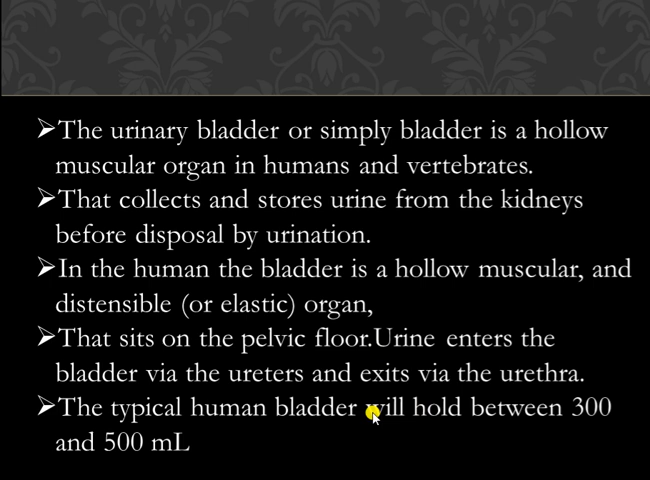 ➢The urinary bladder or simply bladder is a hollow
muscular organ in humans and vertebrates.
➢That collects and stores urine from the kidneys
before disposal by urination.
➢In the human the bladder is a hollow muscular, and
distensible (or elastic) organ,
➢That sits on the pelvic floor.Urine enters the
bladder via the ureters and exits via the urethra.
➢The typical human bladder will hold between 300
and 500 mL